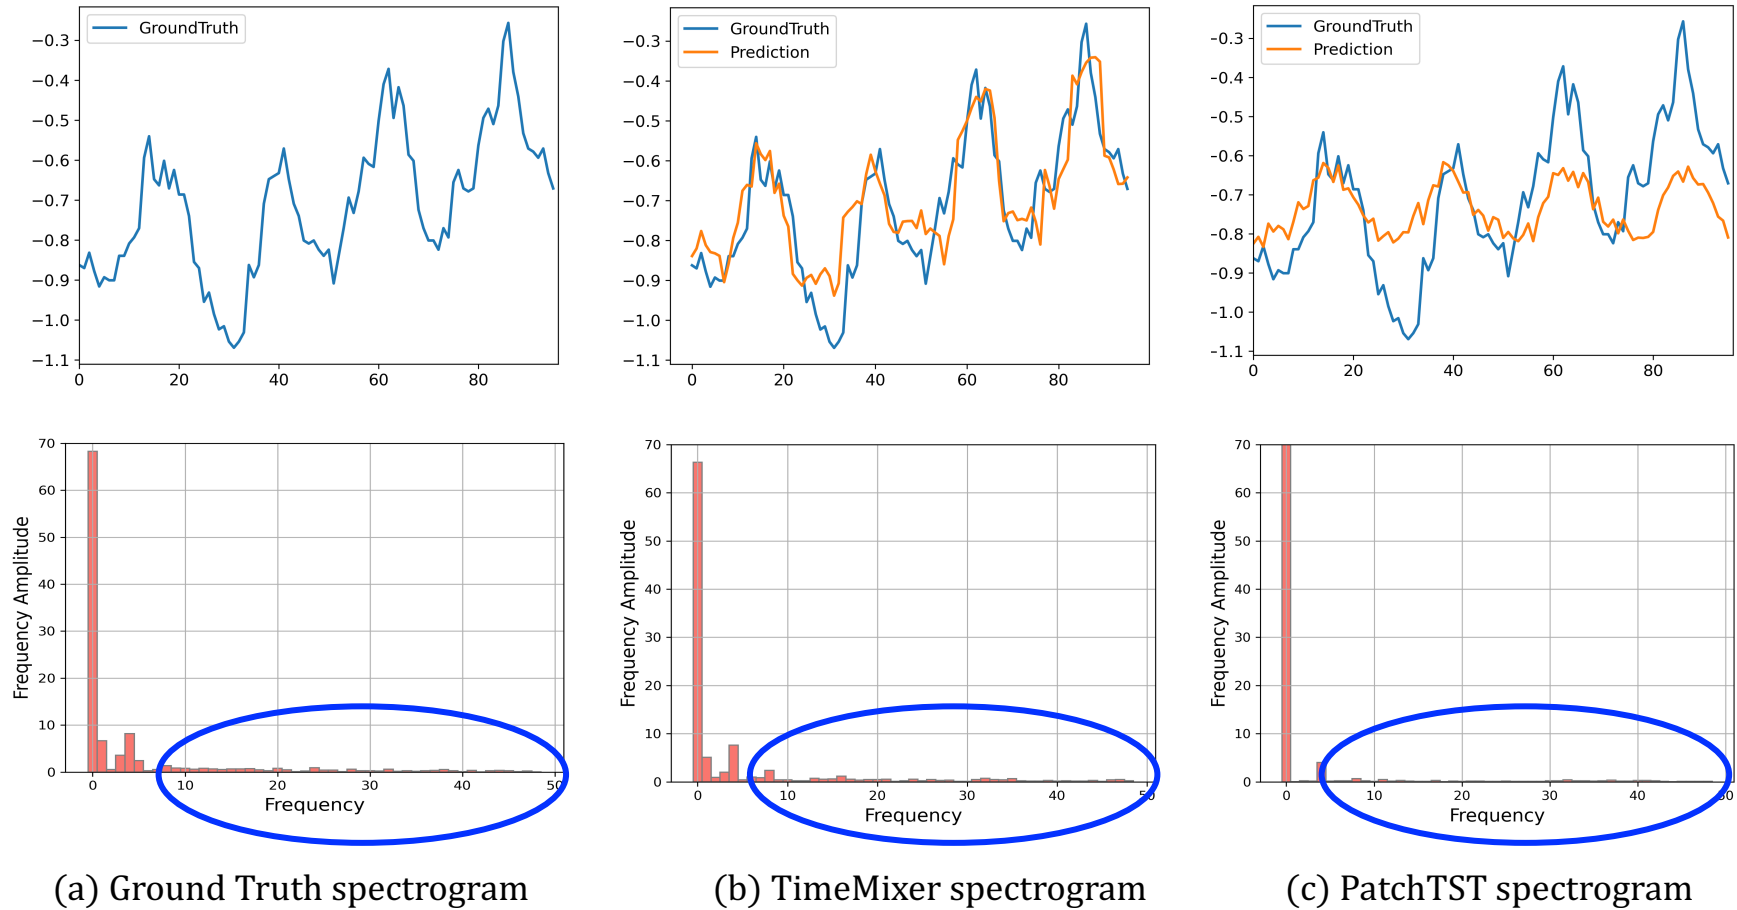 GroundTruth
−0.3
−0.4
−0.5
−0.6
−0.7
−0.8
−0.9
−1.0
−1.1
0 20 40 60 80
GroundTruth
Prediction
−0.3
−0.4
−0.5
−0.6
−0.7
−0.8
−0.9
−1.0
−1.1
0 20 40 60 80
GroundTruth
Prediction
-0.3
-0.4
-0.5
-0.6
-0.7
-0.8
-0.9
-1.0
-1.1
0 20 40 60 80
Frequency Amplitude
70
60
50
40
30
20
10
0
0 10 20 30 40 50
Frequency
Frequency Amplitude
70
60
50
40
30
20
10
0
0 10 20 30 40 50
Frequency
Frequency Amplitude
70
60
50
40
30
20
10
0
0 10 20 30 40 50
Frequency
(a) Ground Truth spectrogram
(b) TimeMixer spectrogram
(c) PatchTST spectrogram